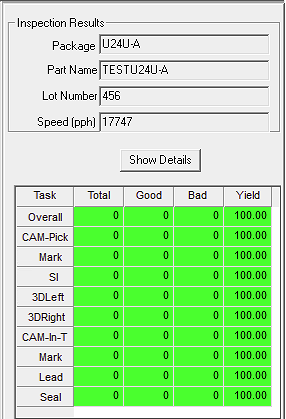 Inspection Results
Package U24U-A
Part Name TESTU24U-A
Lot Number 456
Speed (pph) 17747
Show Details
Task Total Good Bad Yield
Overall 0 0 0 100.00
CAM-Pick 0 0 0 100.00
Mark 0 0 0 100.00
SI 0 0 0 100.00
3DLeft 0 0 0 100.00
3DRight 0 0 0 100.00
CAM-In-T 0 0 0 100.00
Mark 0 0 0 100.00
Lead 0 0 0 100.00
Seal 0 0 0 100.00